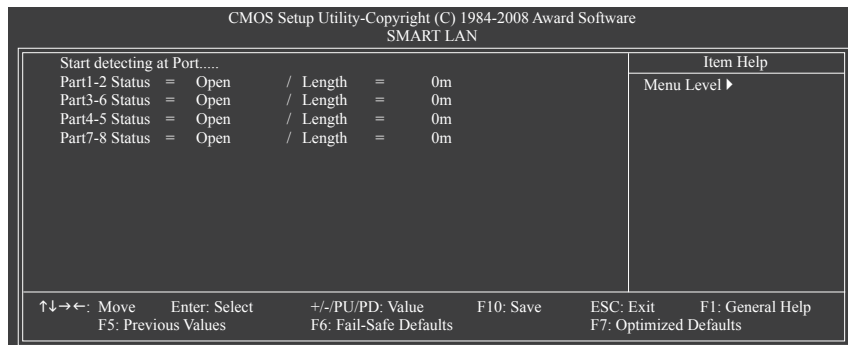 CMOS Setup Utility-Copyright (C) 1984-2008 Award Software
SMART LAN
Start detecting at Port.....
Part1-2 Status = Open / Length = 0m
Part3-6 Status = Open / Length = 0m
Part4-5 Status = Open / Length = 0m
Part7-8 Status = Open / Length = 0m
Item Help
Menu Level
↑↓→←: Move Enter: Select +/-/PU/PD: Value F10: Save ESC: Exit F1: General Help
F5: Previous Values F6: Fail-Safe Defaults F7: Optimized Defaults